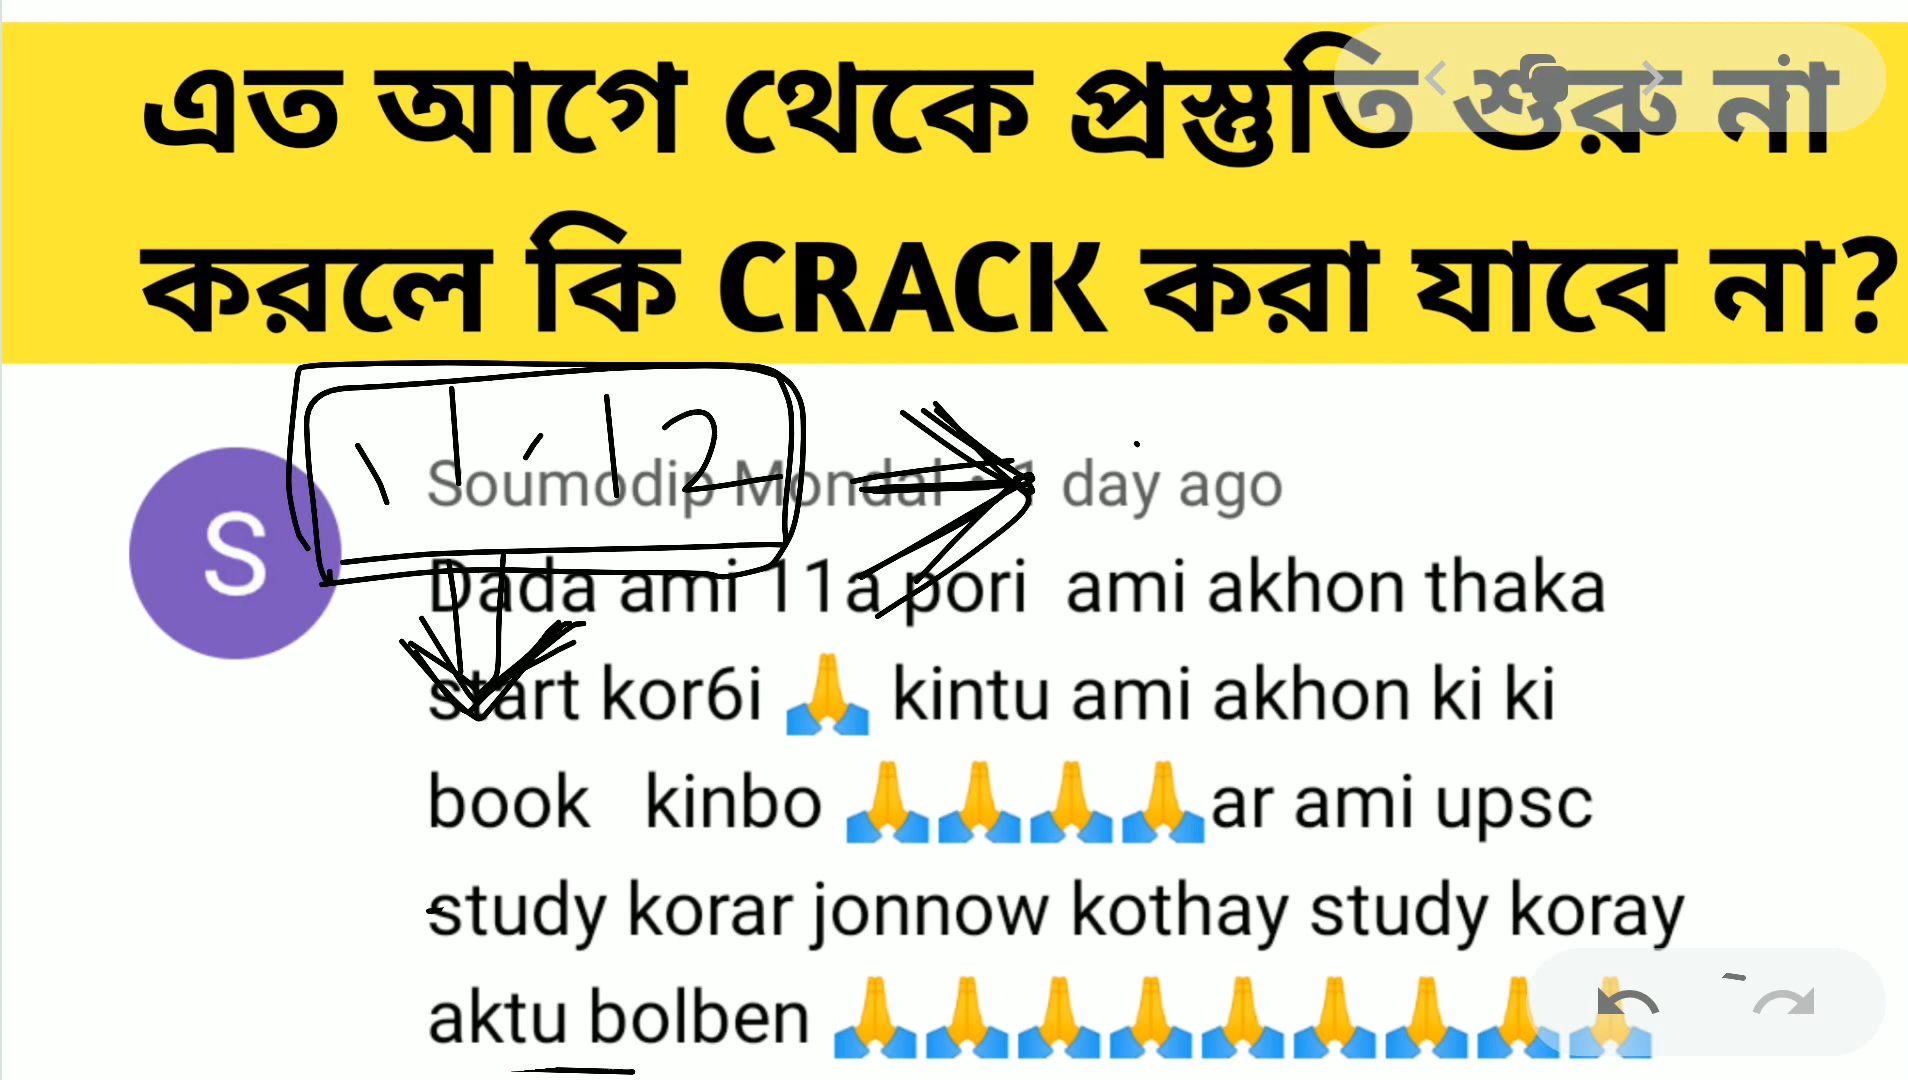 এত আগে থেকে প্রস্তুতি শুরু না
করলে কি CRACK করা যাবে না?
11 12
S
Soumodip Mondal • 1 day ago
Dada ami 11a pori ami akhon thaka
start kor6i 🙏 kintu ami akhon ki ki
book kinbo 🙏🙏🙏🙏ar ami upsc
study korar jonnow kothay study koray
aktu bolben 🙏🙏🙏🙏🙏🙏🙏🙏🙏